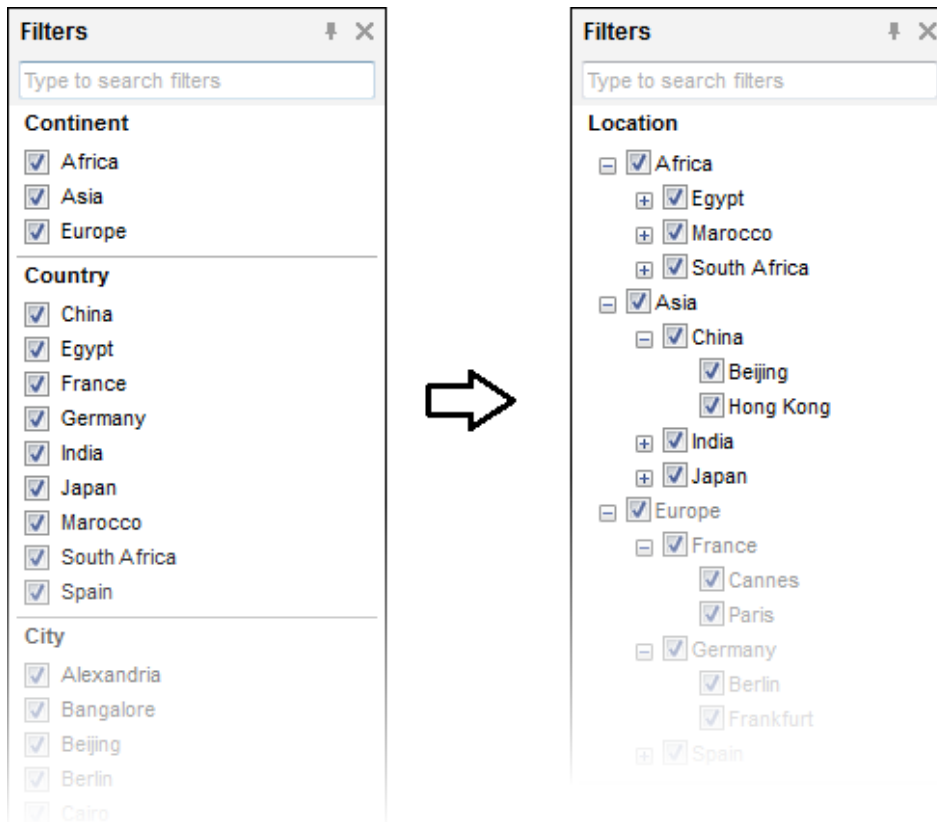 Filters
Type to search filters
Continent
Africa
Asia
Europe
Country
China
Egypt
France
Germany
India
Japan
Marocco
South Africa
Spain
City
Alexandria
Bangalore
Beijing
Berlin
Cairo
Filters
Type to search filters
Location
Africa
Egypt
Marocco
South Africa
Asia
China
Beijing
Hong Kong
India
Japan
Europe
France
Cannes
Paris
Germany
Berlin
Frankfurt
Spain